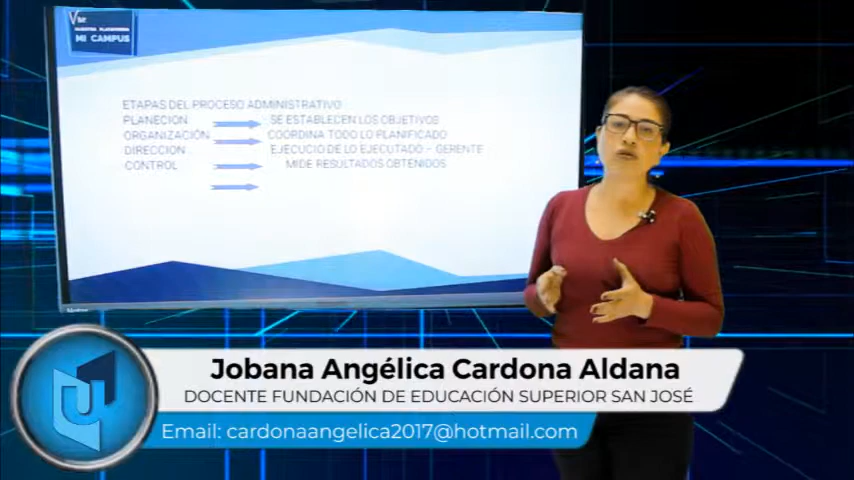 MI CAMPUS
ETAPAS DEL PROCESO ADMINISTRATIVO
PLANECION SE ESTABLECEN LOS OBJETIVOS
ORGANIZACIÓN COORDINA TODO LO PLANIFICADO
DIRECCION EJECUCIO DE LO EJECUTADO – GERENTE
CONTROL MIDE RESULTADOS OBTENIDOS
Jobana Angélica Cardona Aldana
DOCENTE FUNDACIÓN DE EDUCACIÓN SUPERIOR SAN JOSÉ
Email: cardonaangelica2017@hotmail.com